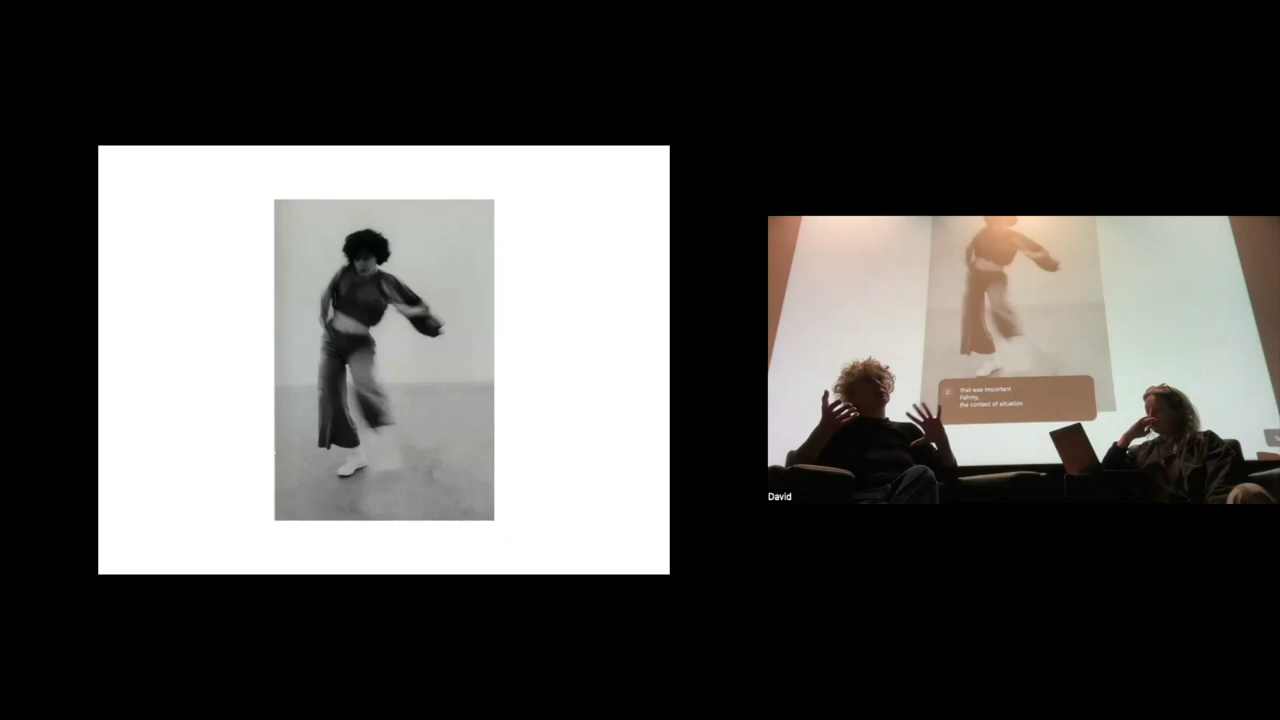 that was important.
Fahmy,
the context of situation
David